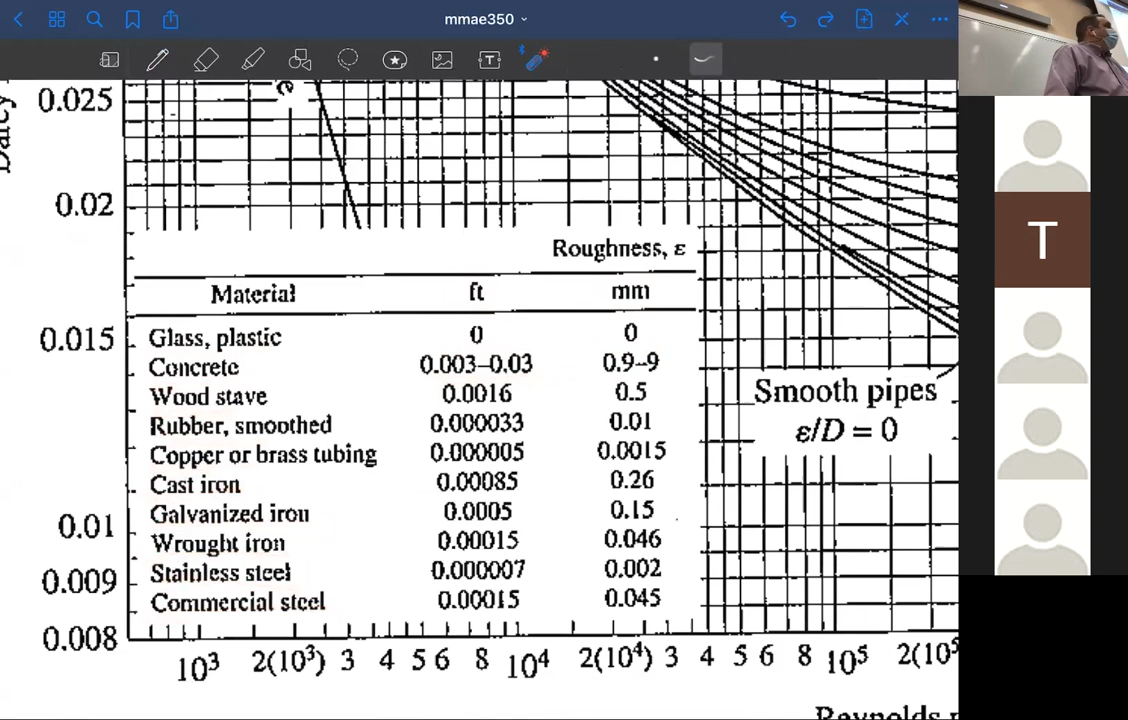 mmae350
T
Darcy
0.025
e
0.02
Roughness, ε
Material ft mm
0.015
Glass, plastic 0 0
Concrete 0.003–0.03 0.9–9
Wood stave 0.0016 0.5
Rubber, smoothed 0.000033 0.01
Copper or brass tubing 0.000005 0.0015
Cast iron 0.00085 0.26
Galvanized iron 0.0005 0.15
Wrought iron 0.00015 0.046
Stainless steel 0.000007 0.002
Commercial steel 0.00015 0.045
Smooth pipes
ε/D = 0
0.01
0.009
0.008
10³ 2(10³) 3 4 5 6 8 10⁴ 2(10⁴) 3 4 5 6 8 10⁵ 2(10⁵
Reynolds
T